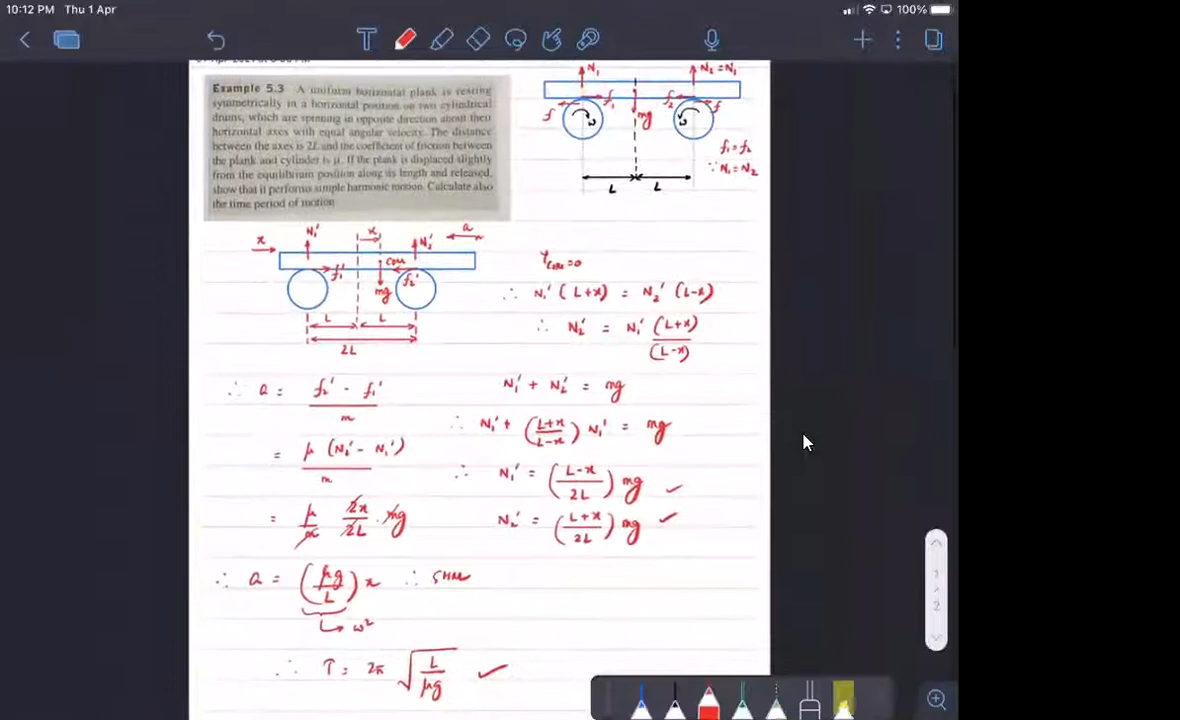 10:12 PM Thu 1 Apr
100%
Example 5.3 A uniform horizontal plank is resting
symmetrically in a horizontal position on two cylindrical
drums, which are spinning in opposite direction about their
horizontal axes with equal angular velocity. The distance
between the axes is 2L and the coefficient of friction between
the plank and cylinder is μ. If the plank is displaced slightly
from the equilibrium position along its length and released,
show that it performs simple harmonic motion. Calculate also
the time period of motion
N₁ N₂ = N₁
f f₁ f₂ f
ω mg ω
L L
f₁ = f₂
∵ N₁ = N₂
x N₁' x N₂' a
com
f₁' f₂'
mg
L L
2L
τ com = 0
∴ N₁' (L+x) = N₂' (L-x)
∴ N₂' = N₁' (L+x) / (L-x)
∴ a = (f₂' - f₁') / m
= μ (N₂' - N₁') / m
= μ/m 2x/2L · mg
N₁' + N₂' = mg
∴ N₁' + (L+x / L-x) N₁' = mg
∴ N₁' = (L-x / 2L) mg ✓
N₂' = (L+x / 2L) mg ✓
∴ a = (μg / L) x ∴ SHM
↳ ω²
∴ T = 2π √(L / μg) ✓